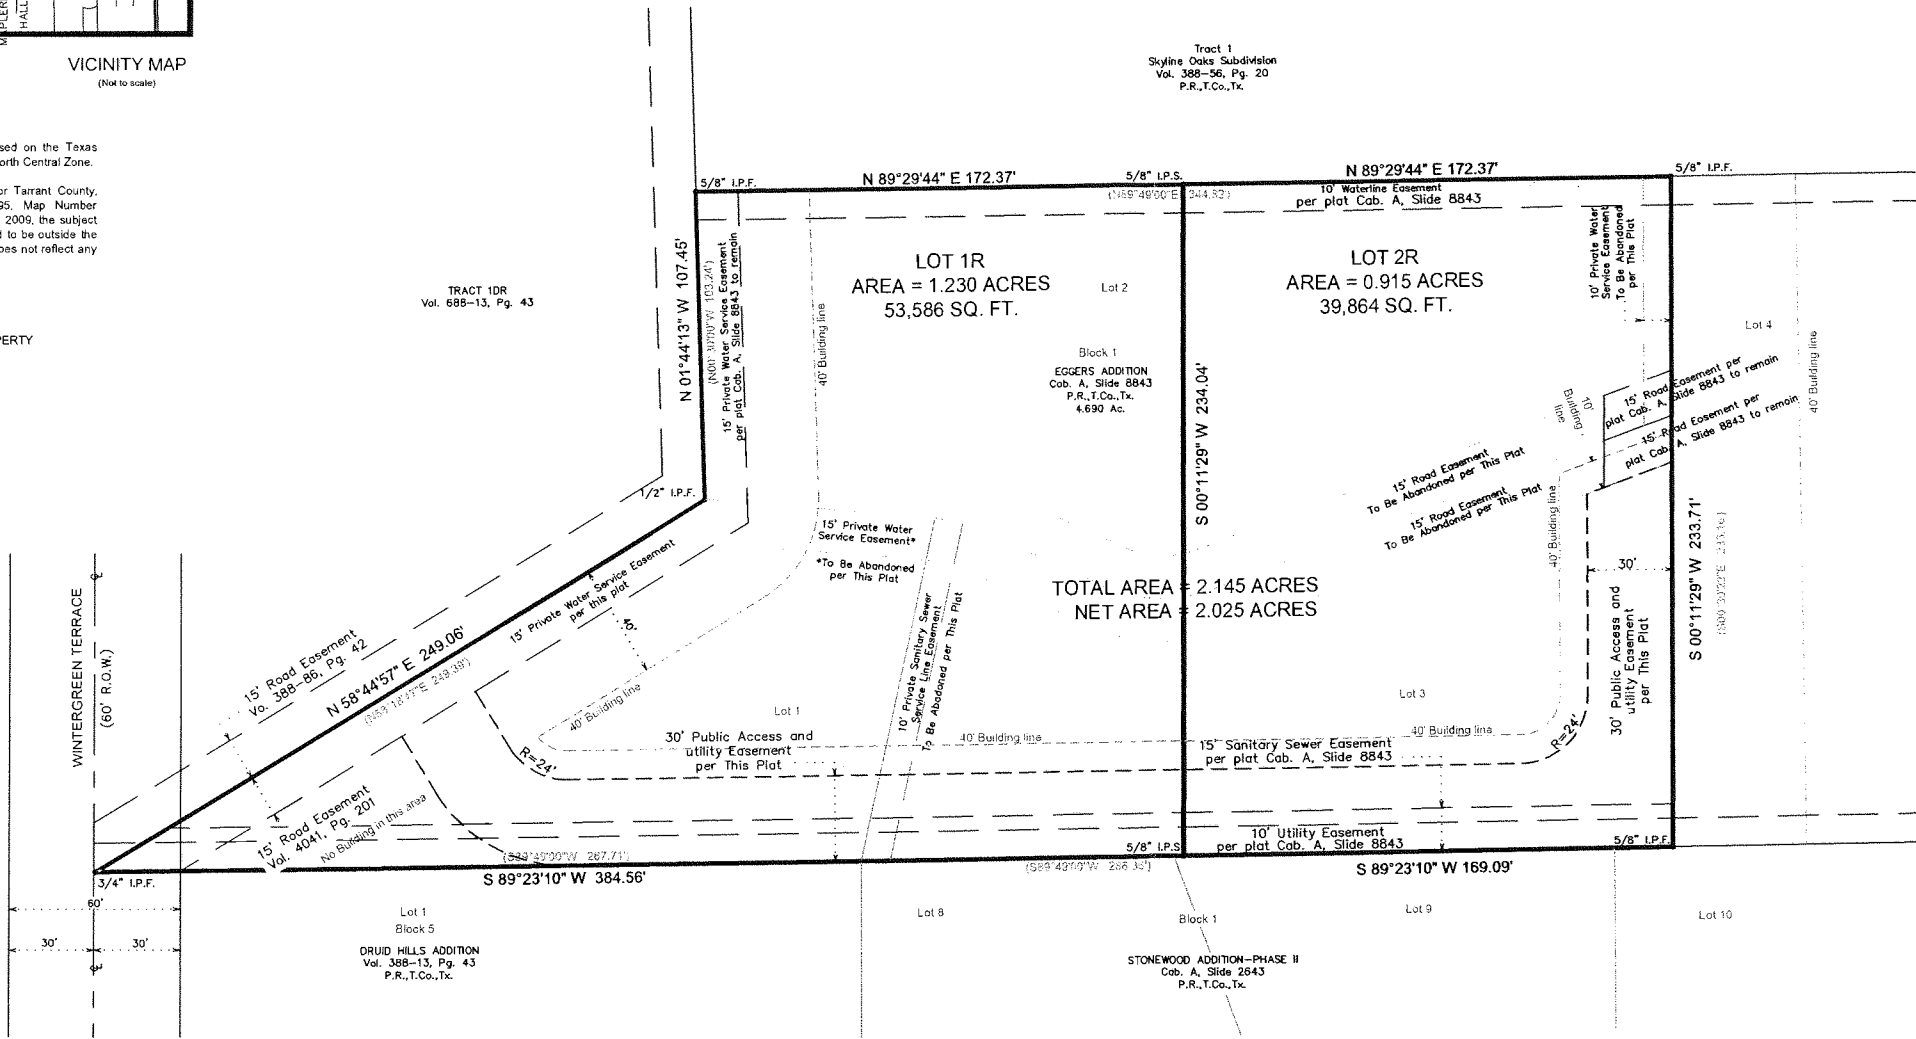 HALL
VICINITY MAP
(Not to scale)
sed on the Texas
orth Central Zone.
or Tarrant County,
95, Map Number
2009, the subject
d to be outside the
oes not reflect any
PERTY
Tract 1
Skyline Oaks Subdivision
Vol. 388-56, Pg. 20
P.R.,T.Co.,Tx.
5/8" I.P.F.
N 89°29'44" E 172.37'
5/8" I.P.S.
N 89°29'44" E 172.37'
5/8" I.P.F.
(N89°49'00"E 344.52')
10' Waterline Easement
per plat Cab. A, Slide 8843
N 01°44'13" W 107.45'
15' Private Water Service Easement
per plat Cab. A, Slide 8843 to remain
40' Building line
LOT 1R
AREA = 1.230 ACRES
53,586 SQ. FT.
Lot 2
LOT 2R
AREA = 0.915 ACRES
39,864 SQ. FT.
10' Private Water
Service Easement
To Be Abandoned
per This Plat
TRACT 1DR
Vol. 688-13, Pg. 43
Block 1
EGGERS ADDITION
Cab. A, Slide 8843
P.R.,T.Co.,Tx.
4.690 Ac.
S 00°11'29" W 234.04'
Lot 4
40' Building line
10'
Building
line
15' Road Easement per
plat Cab. A, Slide 8843 to remain
15' Road Easement per
plat Cab. A, Slide 8843 to remain
15' Road Easement
To Be Abandoned per This Plat
15' Road Easement
To Be Abandoned per This Plat
1/2" I.P.F.
15' Private Water
Service Easement*
*To Be Abandoned
per This Plat
40' Building line
S 00°11'29" W 233.71'
30'
30' Public Access and
utility Easement
per This Plat
TOTAL AREA = 2.145 ACRES
NET AREA = 2.025 ACRES
WINTERGREEN TERRACE
(60' R.O.W.)
15' Private Water Service Easement
per this plat
40'
15' Road Easement
Vo. 388-86, Pg. 42
N 58°44'57" E 249.06'
10' Private Sanitary Sewer
Service Line Easement
To Be Abadoned per This Plat
40' Building line
Lot 1
Lot 3
30' Public Access and
utility Easement
per This Plat
40' Building line
40' Building line
R=24'
R=24'
15' Sanitary Sewer Easement
per plat Cab. A, Slide 8843
15' Road Easement
Vol. 4041, Pg. 201
No Building in this area
10' Utility Easement
per plat Cab. A, Slide 8843
(S89°49'00"W 267.71')
5/8" I.P.S
5/8" I.P.F.
3/4" I.P.F.
S 89°23'10" W 384.56'
S 89°23'10" W 169.09'
60'
30'
30'
Lot 1
Block 5
DRUID HILLS ADDITION
Vol. 388-13, Pg. 43
P.R.,T.Co.,Tx.
Lot 8
Block 1
Lot 9
Lot 10
STONEWOOD ADDITION-PHASE II
Cab. A, Slide 2643
P.R.,T.Co.,Tx.